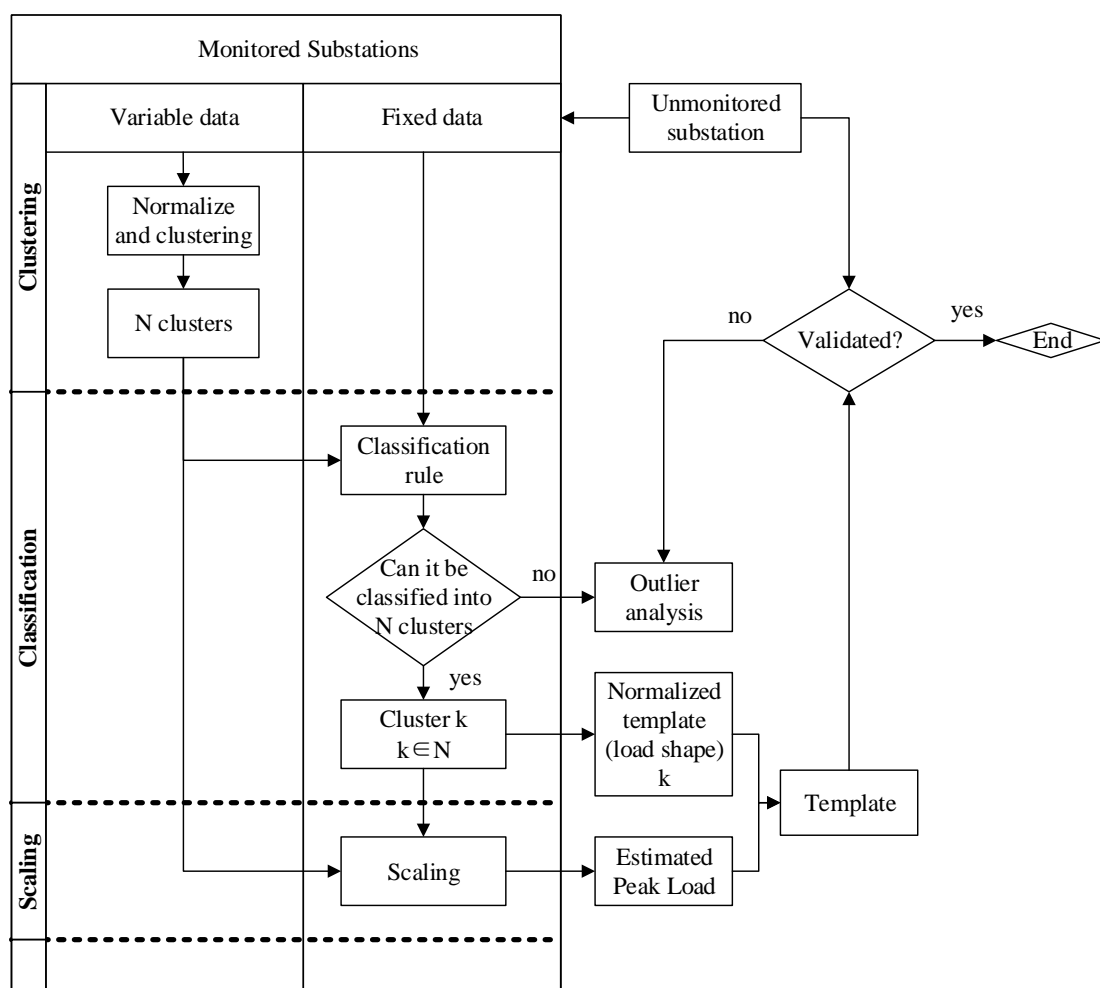 Monitored Substations
Variable data
Fixed data
Unmonitored
substation
Clustering
Normalize
and clustering
N clusters
no
Validated?
yes
End
Classification
Classification
rule
Can it be
classified into
N clusters
no
Outlier
analysis
yes
Cluster k
k∈N
Normalized
template
(load shape)
k
Template
Scaling
Scaling
Estimated
Peak Load